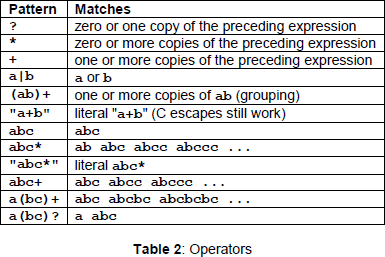 Pattern Matches
? zero or one copy of the preceding expression
* zero or more copies of the preceding expression
+ one or more copies of the preceding expression
a|b a or b
(ab)+ one or more copies of ab (grouping)
"a+b" literal "a+b" (C escapes still work)
abc abc
abc* ab abc abcc abccc ...
"abc*" literal abc*
abc+ abc abcc abccc ...
a(bc)+ abc abcbc abcbcbc ...
a(bc)? a abc
Table 2: Operators